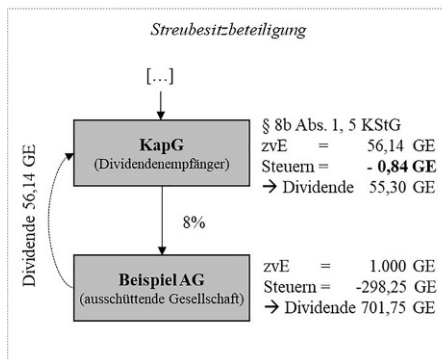 Streubesitzbeteiligung
[…]
KapG
(Dividendenempfänger)
§ 8b Abs. 1, 5 KStG
zvE = 56,14 GE
Steuern = - 0,84 GE
→ Dividende 55,30 GE
Dividende 56,14 GE
8%
Beispiel AG
(ausschüttende Gesellschaft)
zvE = 1.000 GE
Steuern = -298,25 GE
→ Dividende 701,75 GE